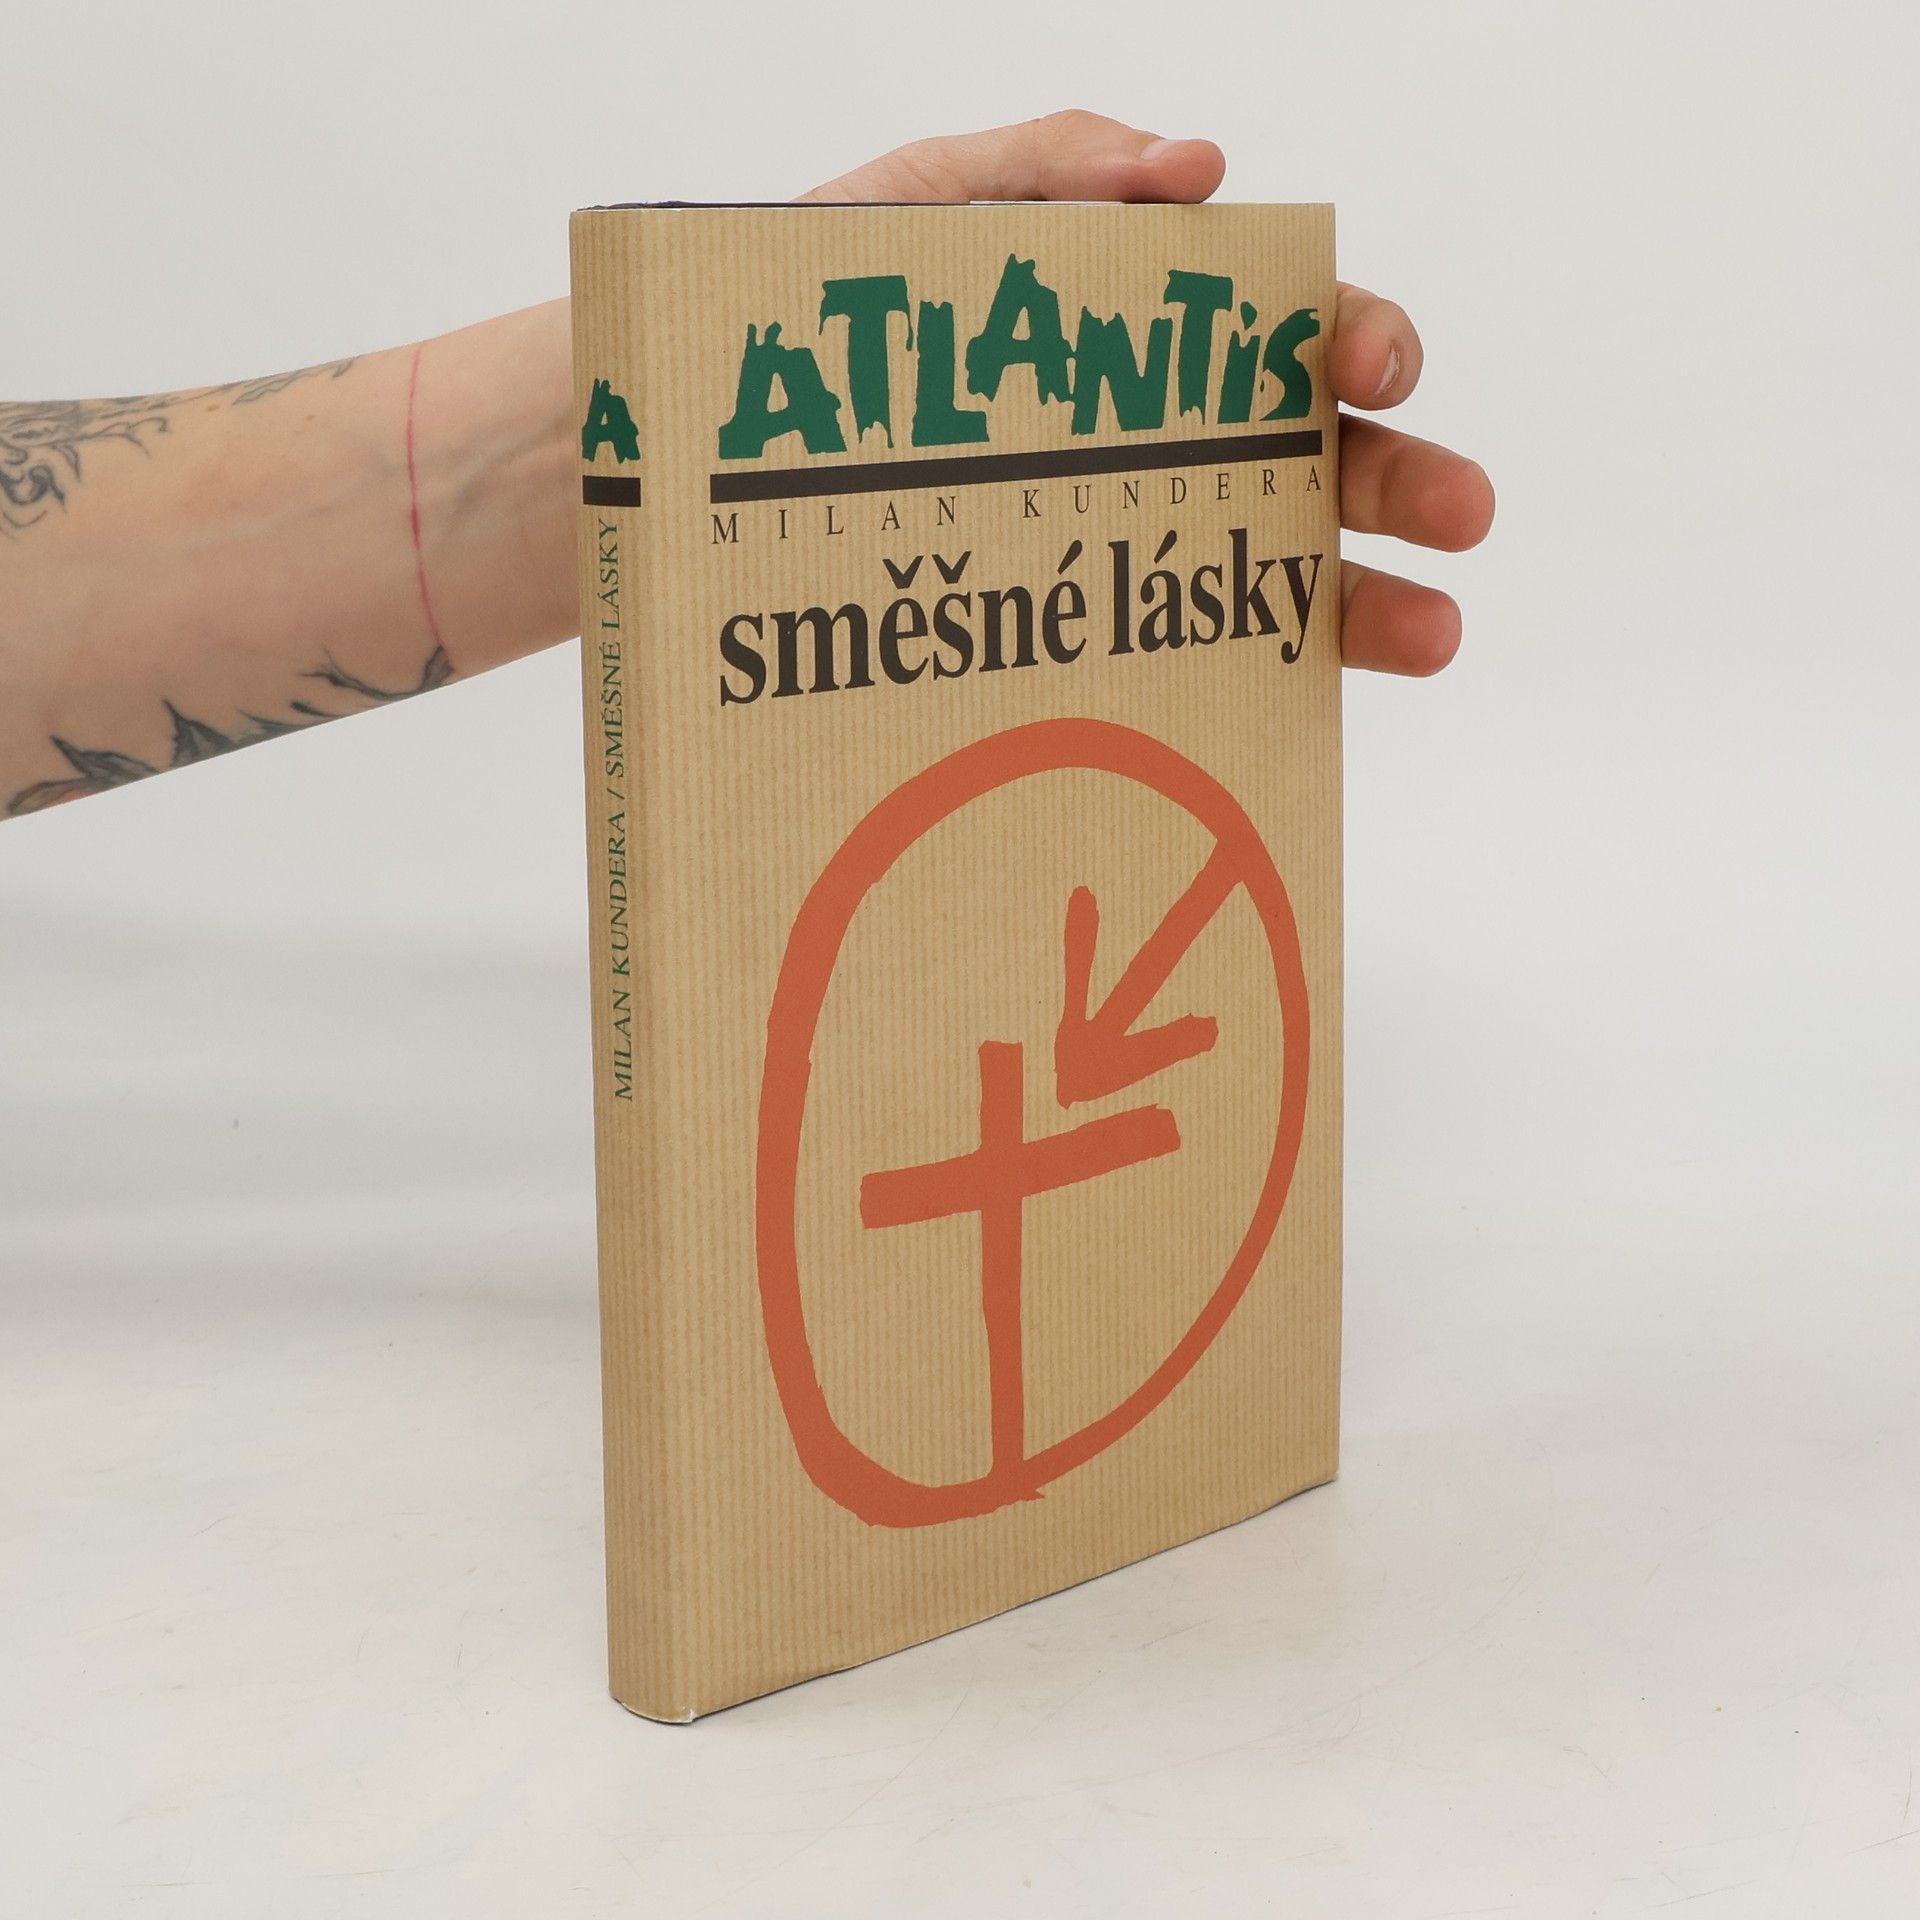 A
MILAN KUNDERA / SMĚŠNÉ LÁSKY
ATLANTiS
MILAN KUNDERA
směšné lásky